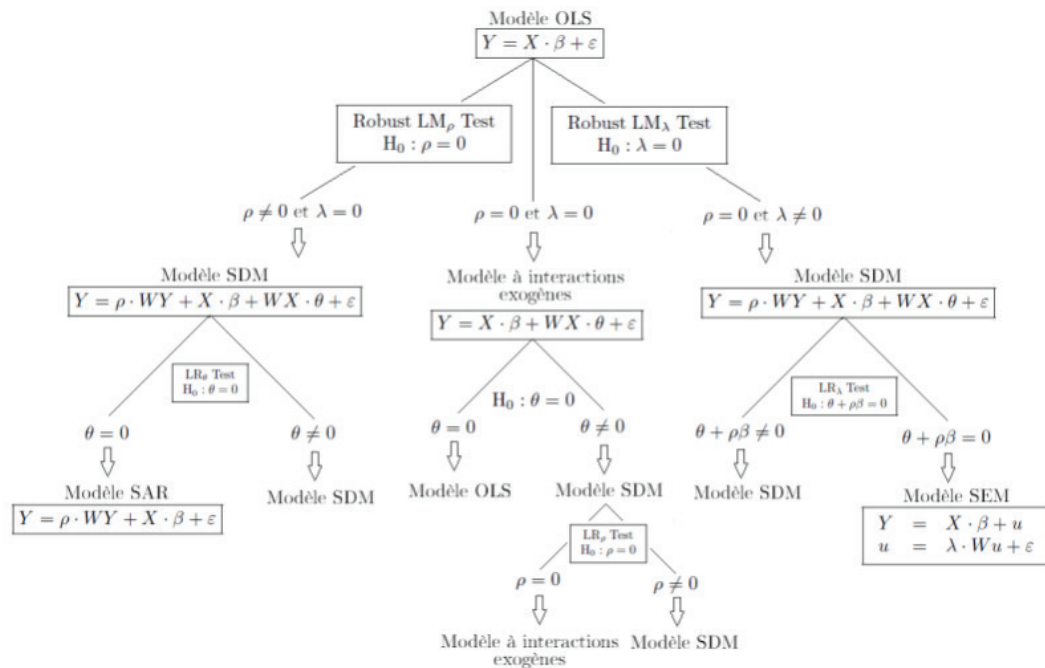 Modèle OLS
Y = X · β + ε
Robust LMρ Test
H0 : ρ = 0
Robust LMλ Test
H0 : λ = 0
ρ ≠ 0 et λ = 0
ρ = 0 et λ = 0
ρ = 0 et λ ≠ 0
Modèle SDM
Y = ρ · WY + X · β + WX · θ + ε
Modèle à interactions
exogènes
Y = X · β + WX · θ + ε
Modèle SDM
Y = ρ · WY + X · β + WX · θ + ε
LRθ Test
H0 : θ = 0
H0 : θ = 0
LRλ Test
H0 : θ + ρβ = 0
θ = 0
θ ≠ 0
θ = 0
θ ≠ 0
θ + ρβ ≠ 0
θ + ρβ = 0
Modèle SAR
Y = ρ · WY + X · β + ε
Modèle SDM
Modèle OLS
Modèle SDM
Modèle SDM
Modèle SEM
Y = X · β + u
u = λ · Wu + ε
LRρ Test
H0 : ρ = 0
ρ = 0
ρ ≠ 0
Modèle à interactions
exogènes
Modèle SDM